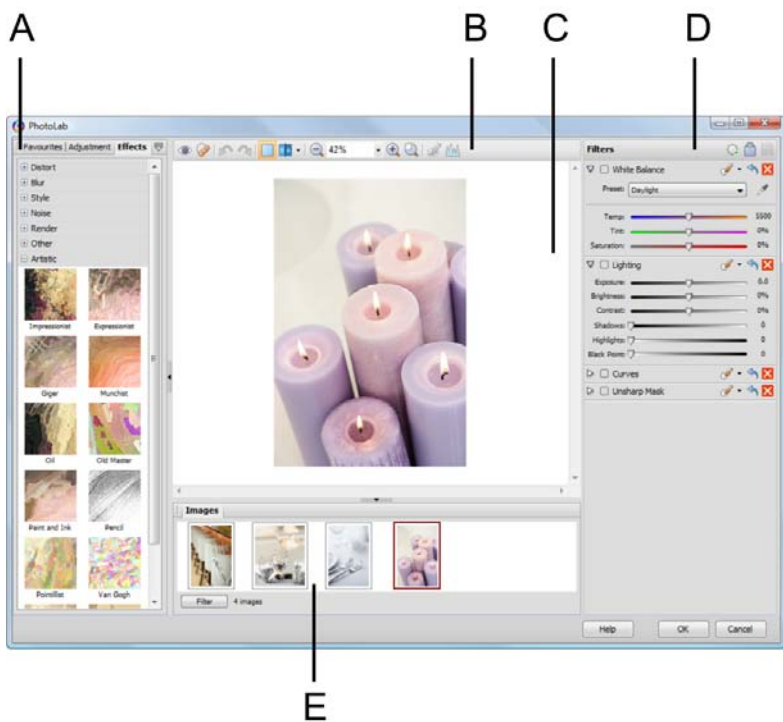 A
B
C
D
PhotoLab
Favourites | Adjustment Effects
Distort
Blur
Style
Noise
Render
Other
Artistic
Impressionist
Expressionist
Giger
Munchist
Oil
Old Master
Paint and Ink
Pencil
Pointillist
Van Gogh
42%
Filters
White Balance
Preset: Daylight
Temp: 5500
Tint: 0%
Saturation: 0%
Lighting
Exposure: 0.0
Brightness: 0%
Contrast: 0%
Shadows: 0
Highlights: 0
Black Point: 0
Curves
Unsharp Mask
Images
Filter 4 images
Help
OK
Cancel
E